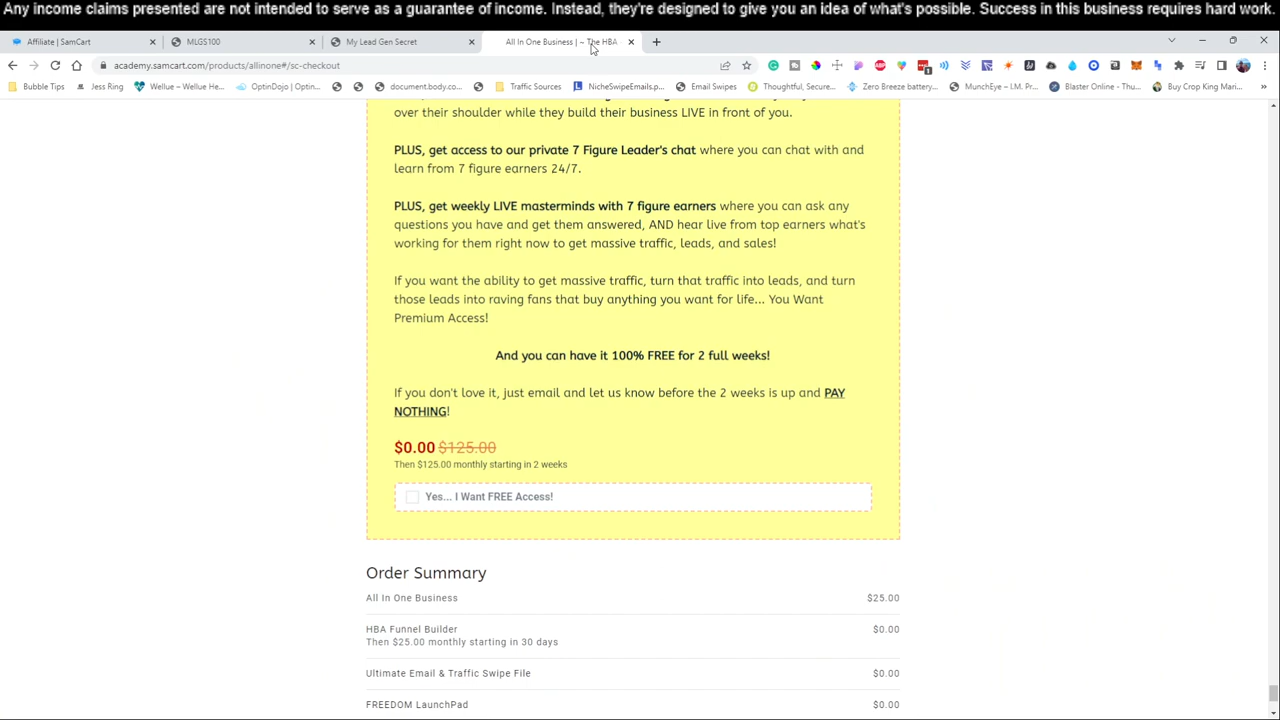 Any income claims presented are not intended to serve as a guarantee of income. Instead, they're designed to give you an idea of what's possible. Success in this business requires hard work.
Affiliate | SamCart
MLGS100
My Lead Gen Secret
All In One Business | – The HBA
academy.samcart.com/products/allinone#/sc-checkout
Bubble Tips
Jess Ring
Wellue – Wellue He...
OptinDojo | Optin...
document.body.co...
Traffic Sources
NicheSwipeEmails.p...
Email Swipes
Thoughtful, Secure...
Zero Breeze battery...
MunchEye – I.M. Pr...
Blaster Online - Thu...
Buy Crop King Mari...
over their shoulder while they build their business LIVE in front of you.
PLUS, get access to our private 7 Figure Leader's chat where you can chat with and
learn from 7 figure earners 24/7.
PLUS, get weekly LIVE masterminds with 7 figure earners where you can ask any
questions you have and get them answered, AND hear live from top earners what's
working for them right now to get massive traffic, leads, and sales!
If you want the ability to get massive traffic, turn that traffic into leads, and turn
those leads into raving fans that buy anything you want for life... You Want
Premium Access!
And you can have it 100% FREE for 2 full weeks!
If you don't love it, just email and let us know before the 2 weeks is up and PAY
NOTHING!
$0.00 $125.00
Then $125.00 monthly starting in 2 weeks
Yes... I Want FREE Access!
Order Summary
All In One Business $25.00
HBA Funnel Builder $0.00
Then $25.00 monthly starting in 30 days
Ultimate Email & Traffic Swipe File $0.00
FREEDOM LaunchPad $0.00